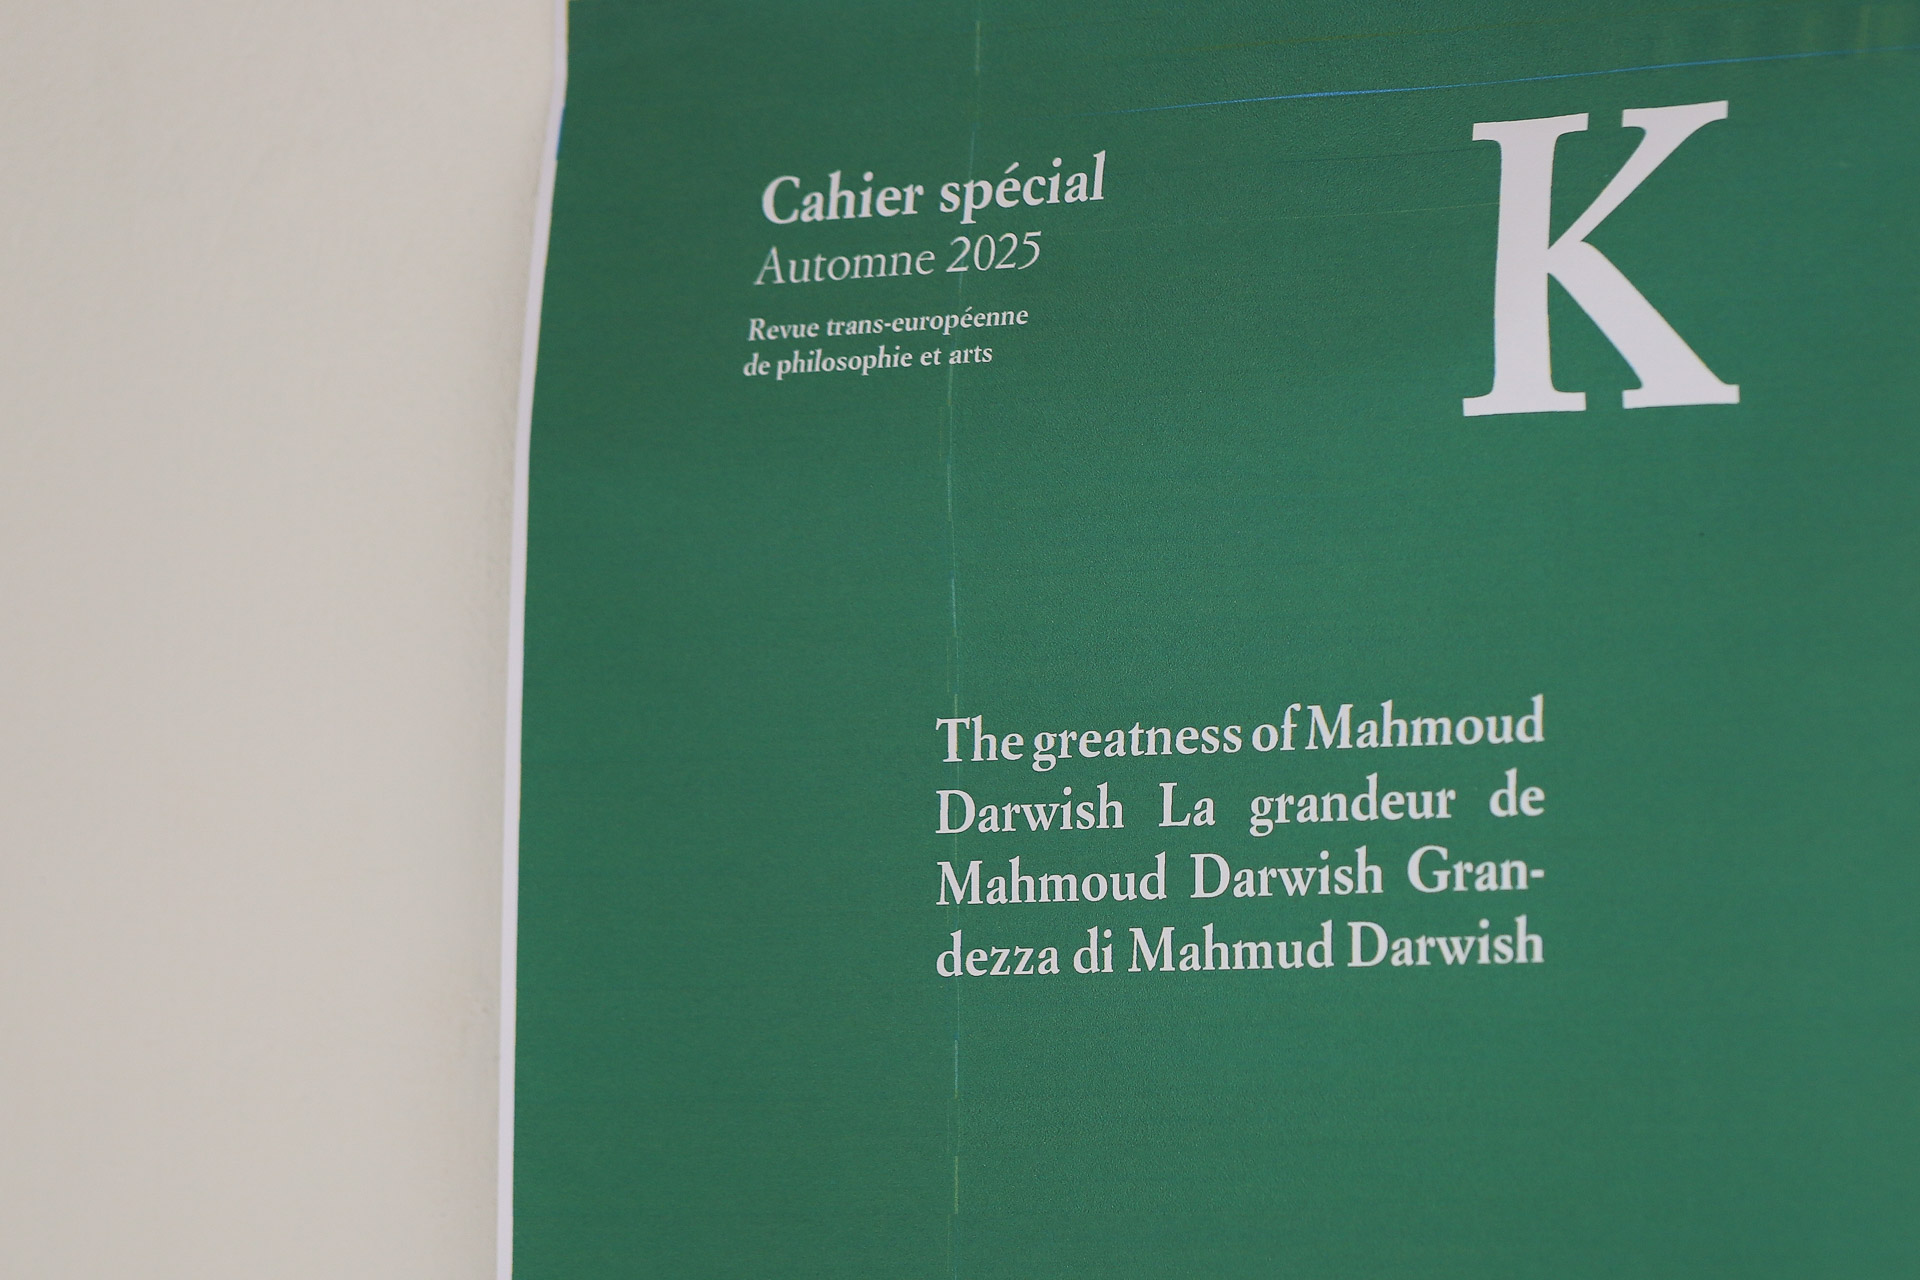 Cahier spécial
Automne 2025
Revue trans-européenne
de philosophie et arts
K
The greatness of Mahmoud
Darwish La grandeur de
Mahmoud Darwish Gran-
dezza di Mahmud Darwish